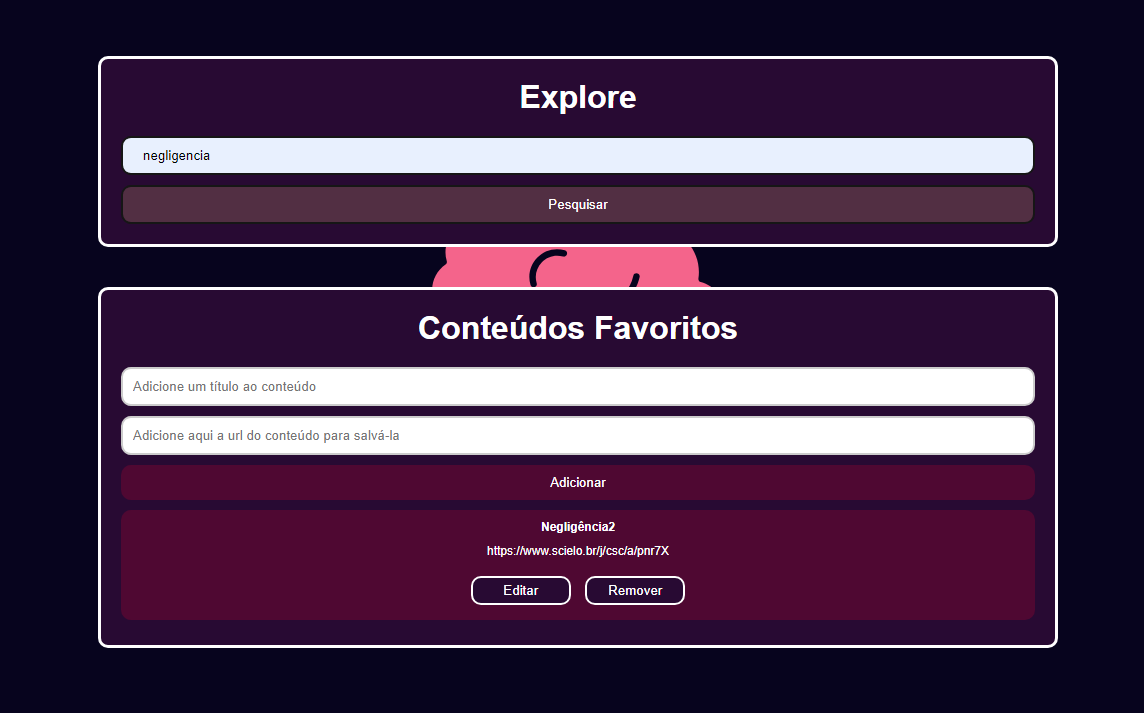 Explore
negligencia
Pesquisar
Conteúdos Favoritos
Adicione um título ao conteúdo
Adicione aqui a url do conteúdo para salvá-la
Adicionar
Negligência2
https://www.scielo.br/j/csc/a/pnr7X
Editar Remover